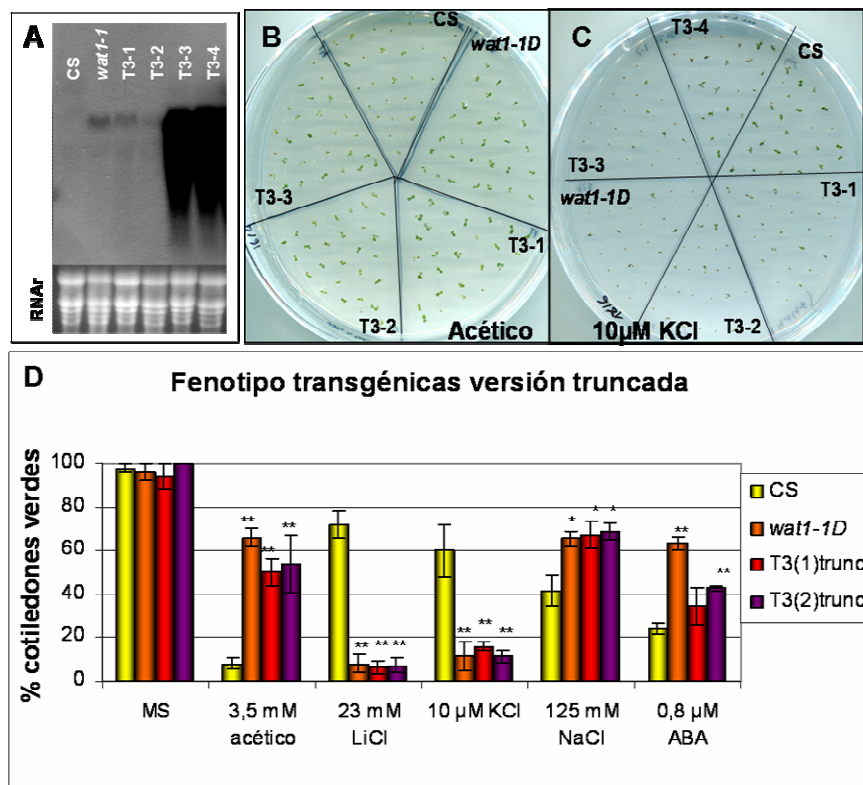 A
CS
wat1-1
T3-1
T3-2
T3-3
T3-4
RNAr
B
CS
wat1-1D
T3-1
T3-2
T3-3
Acético
C
T3-4
CS
T3-3
wat1-1D
T3-1
T3-2
10µM KCl
D
Fenotipo transgénicas versión truncada
% cotiledones verdes
100
80
60
40
20
0
** ** **
** ** **
** ** **
* * *
** **
MS
3,5 mM
acético
23 mM
LiCl
10 µM KCl
125 mM
NaCl
0,8 µM
ABA
CS
wat1-1D
T3(1)trunc
T3(2)trunc